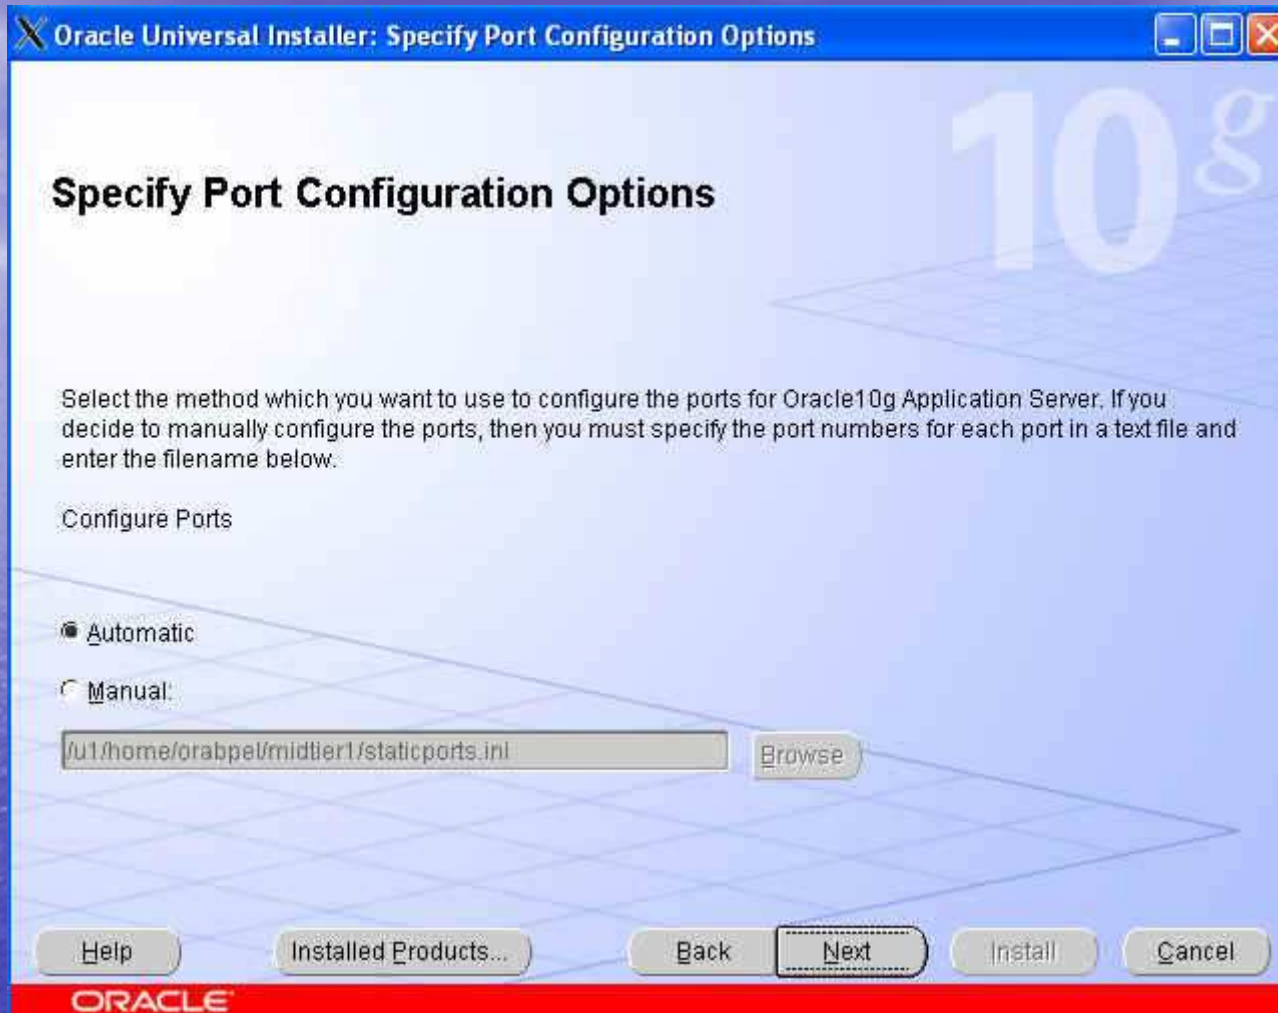 Oracle Universal Installer: Specify Port Configuration Options
10g
Specify Port Configuration Options
Select the method which you want to use to configure the ports for Oracle10g Application Server. If you
decide to manually configure the ports, then you must specify the port numbers for each port in a text file and
enter the filename below.
Configure Ports
Automatic
Manual:
/u1/home/orabpel/midtier1/staticports.ini
Browse
Help
Installed Products...
Back
Next
Install
Cancel
ORACLE